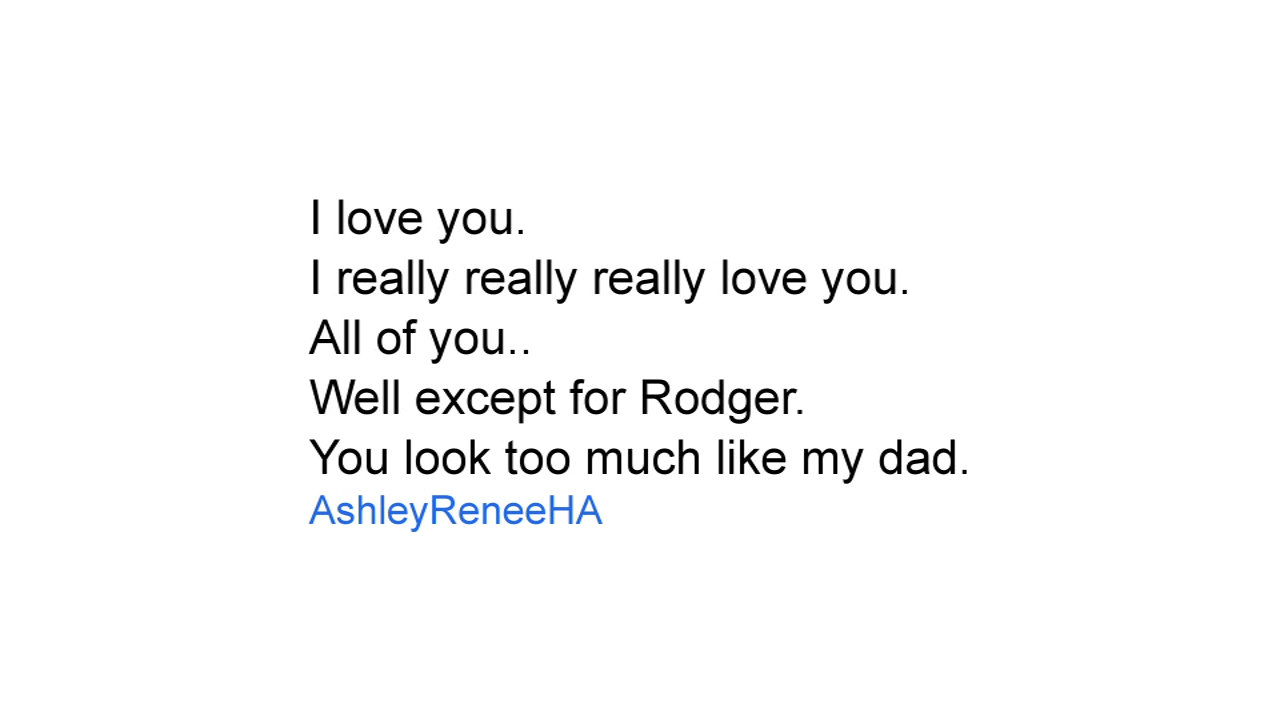 I love you.
I really really really love you.
All of you..
Well except for Rodger.
You look too much like my dad.
AshleyReneeHA